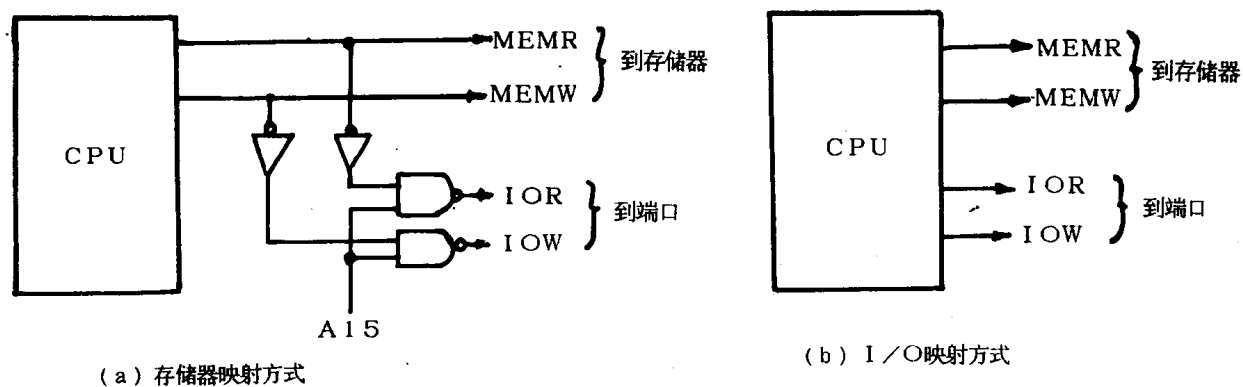 CPU
MEMR
MEMW
到存储器
IOR
IOW
到端口
A15
(a)存储器映射方式
CPU
MEMR
MEMW
到存储器
IOR
IOW
到端口
(b)I/O映射方式